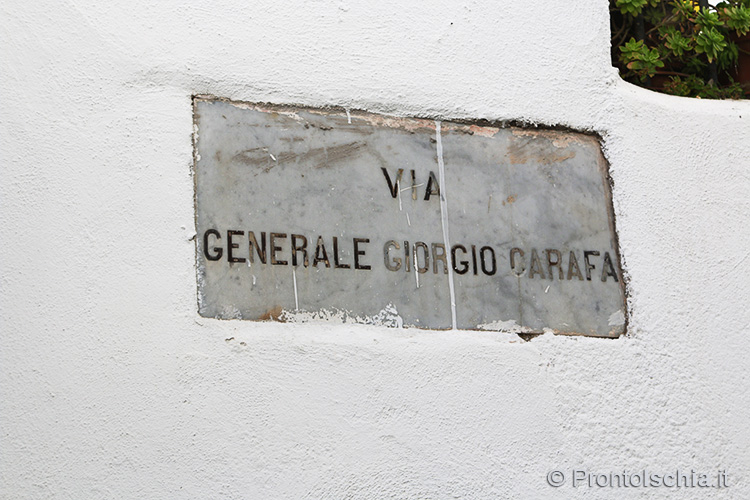 VIA
GENERALE GIORGIO CARAFA
© ProntoIschia.it